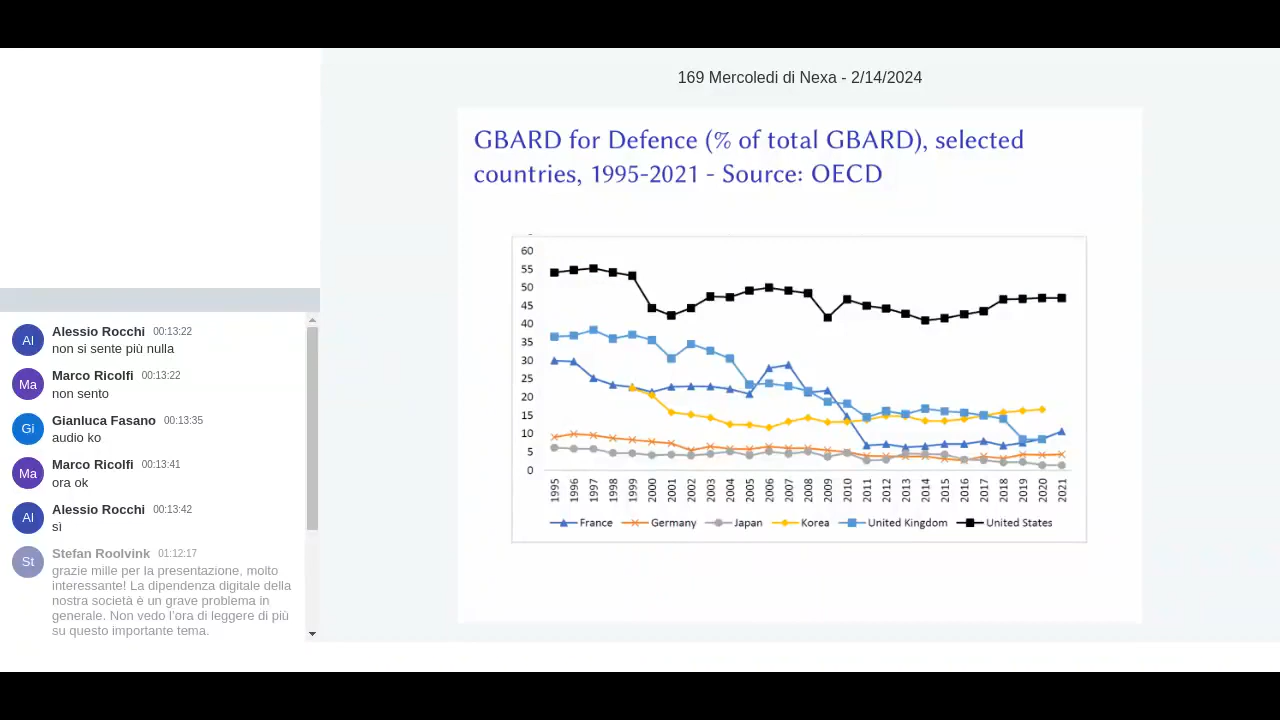 169 Mercoledi di Nexa - 2/14/2024
GBARD for Defence (% of total GBARD), selected
countries, 1995-2021 - Source: OECD
60
55
50
45
40
35
30
25
20
15
10
5
0
1995 1996 1997 1998 1999 2000 2001 2002 2003 2004 2005 2006 2007 2008 2009 2010 2011 2012 2013 2014 2015 2016 2017 2018 2019 2020 2021
France Germany Japan Korea United Kingdom United States
Al Alessio Rocchi 00:13:22
non si sente più nulla
Ma Marco Ricolfi 00:13:22
non sento
Gi Gianluca Fasano 00:13:35
audio ko
Ma Marco Ricolfi 00:13:41
ora ok
Al Alessio Rocchi 00:13:42
sì
St Stefan Roolvink 01:12:17
grazie mille per la presentazione, molto
interessante! La dipendenza digitale della
nostra società è un grave problema in
generale. Non vedo l'ora di leggere di più
su questo importante tema.